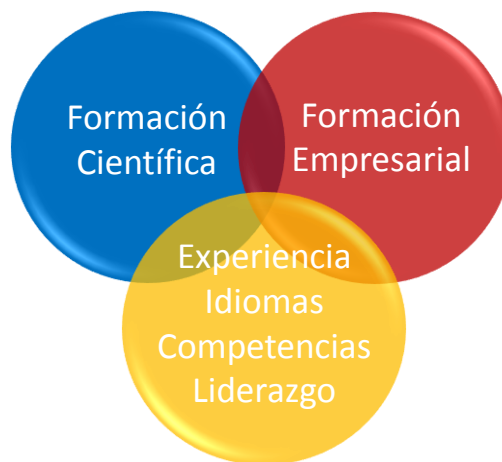 Formación
Científica
Formación
Empresarial
Experiencia
Idiomas
Competencias
Liderazgo